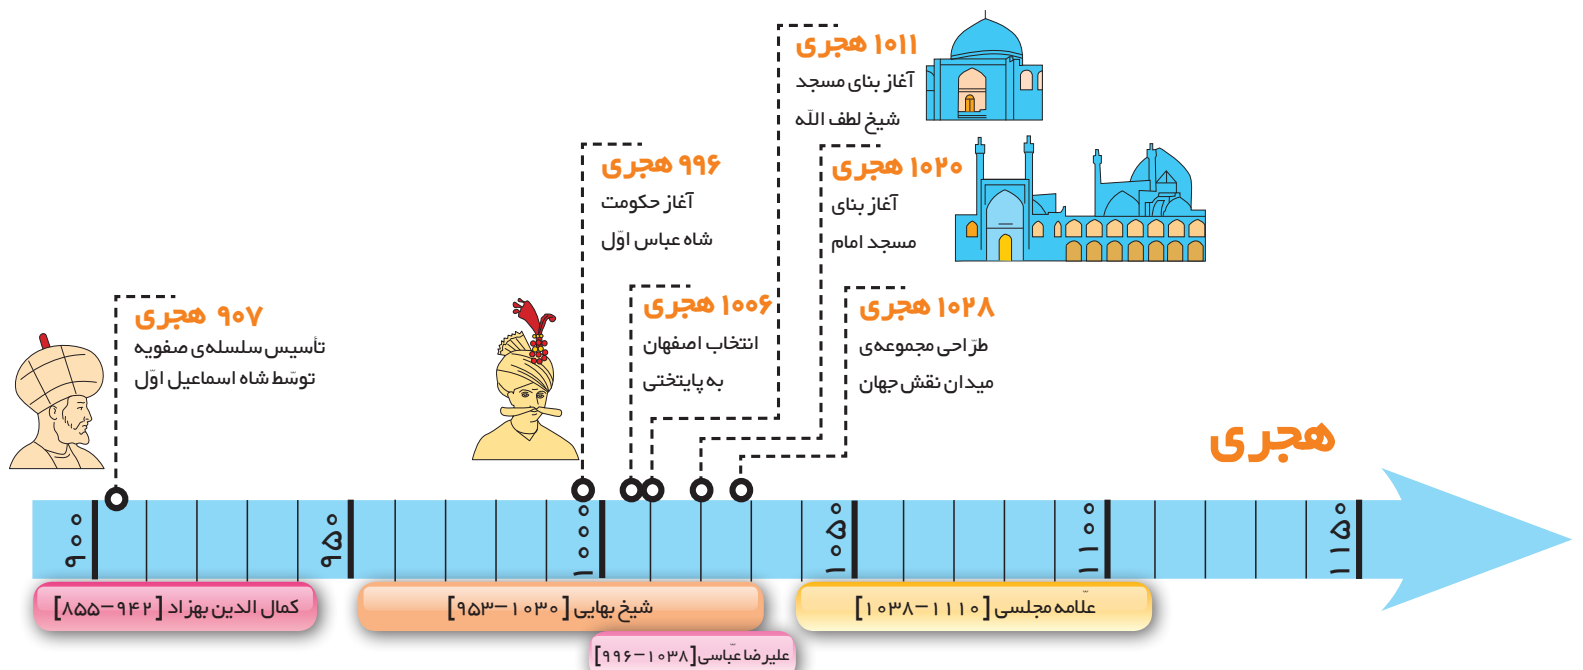 ۱۰۱۱ هجری
آغاز بنای مسجد
شیخ لطف اللّه
۹۹۶ هجری
آغاز حکومت
شاه عباس اوّل
۱۰۲۰ هجری
آغاز بنای
مسجد امام
۹۰۷ هجری
تأسیس سلسله‌ی صفویه
توسّط شاه اسماعیل اوّل
۱۰۰۶ هجری
انتخاب اصفهان
به پایتختی
۱۰۲۸ هجری
طرّاحی مجموعه‌ی
میدان نقش جهان
هجری
۹۰۰
۹۵۰
۱۰۰۰
۱۰۵۰
۱۱۰۰
۱۱۵۰
کمال الدین بهزاد [۸۵۵-۹۴۲]
شیخ بهایی [۹۵۳-۱۰۳۰]
علّامه مجلسی [۱۰۳۸-۱۱۱۰]
علیرضا عبّاسی [۹۹۶-۱۰۳۸]